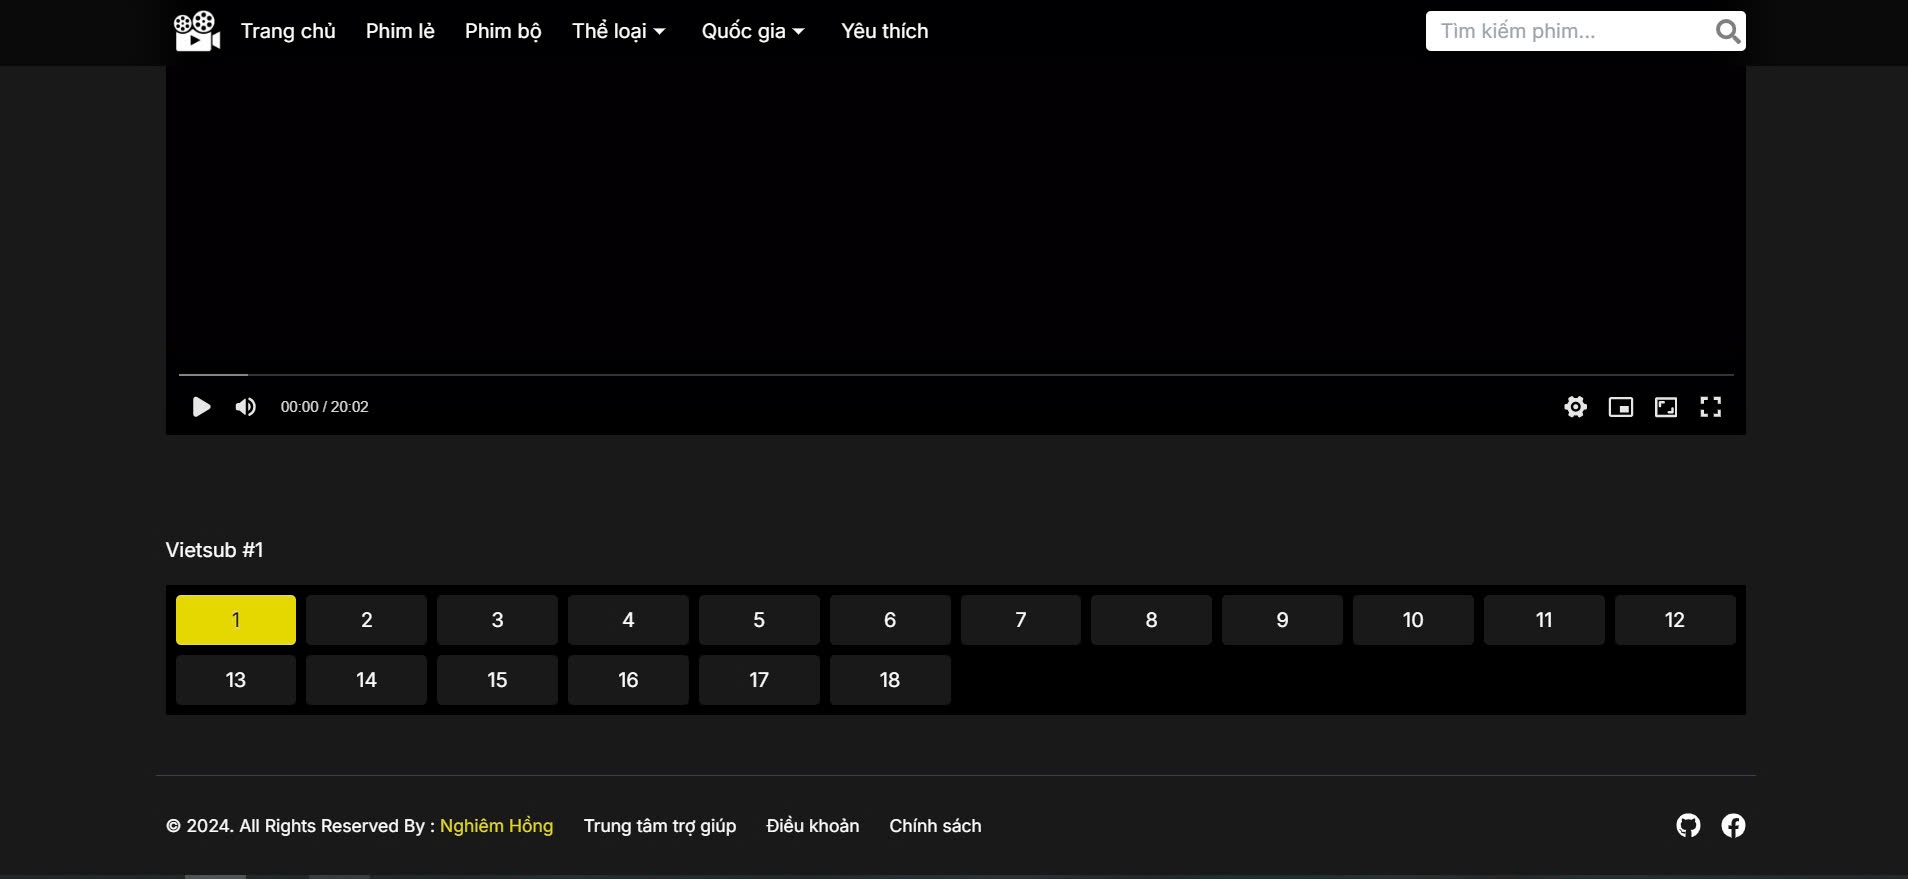 Trang chủ Phim lẻ Phim bộ Thể loại Quốc gia Yêu thích Tìm kiếm phim...
00:00 / 20:02
Vietsub #1
1 2 3 4 5 6 7 8 9 10 11 12
13 14 15 16 17 18
© 2024. All Rights Reserved By : Nghiêm Hồng Trung tâm trợ giúp Điều khoản Chính sách